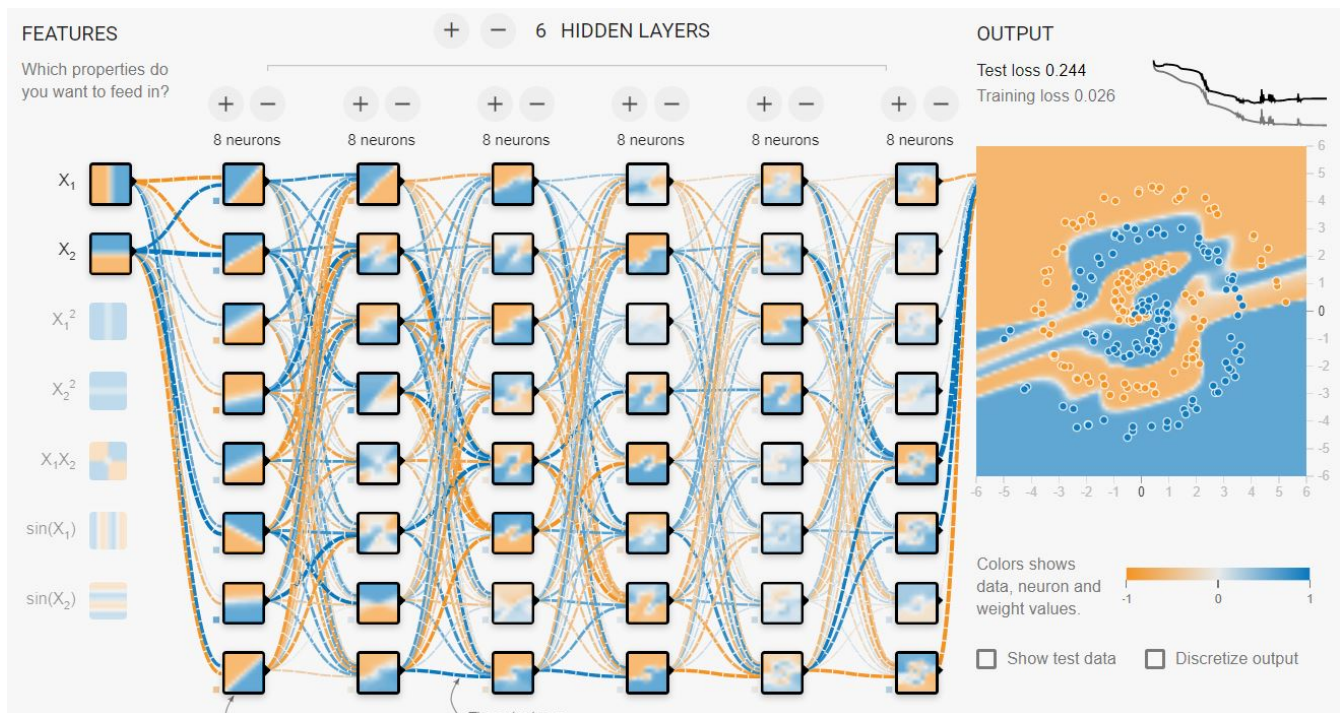 FEATURES
Which properties do
you want to feed in?
+ − 6 HIDDEN LAYERS
+ − + − + − + − + − + −
8 neurons 8 neurons 8 neurons 8 neurons 8 neurons 8 neurons
X₁
X₂
X₁²
X₂²
X₁X₂
sin(X₁)
sin(X₂)
OUTPUT
Test loss 0.244
Training loss 0.026
6
5
4
3
2
1
0
-1
-2
-3
-4
-5
-6
-6 -5 -4 -3 -2 -1 0 1 2 3 4 5 6
Colors shows
data, neuron and
weight values.
-1 0 1
Show test data Discretize output